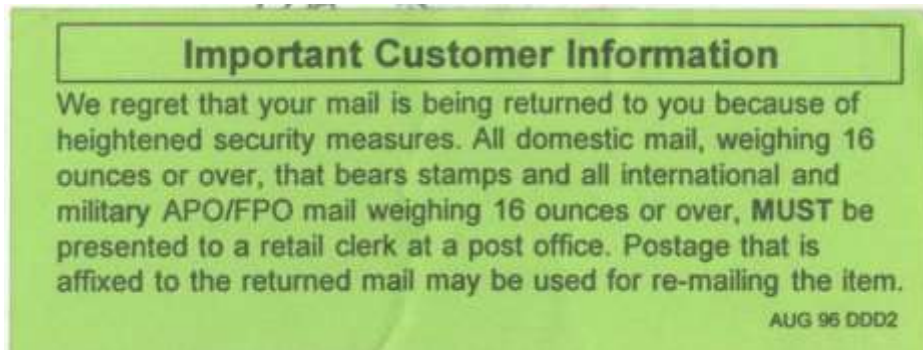 Important Customer Information
We regret that your mail is being returned to you because of
heightened security measures. All domestic mail, weighing 16
ounces or over, that bears stamps and all international and
military APO/FPO mail weighing 16 ounces or over, MUST be
presented to a retail clerk at a post office. Postage that is
affixed to the returned mail may be used for re-mailing the item.
AUG 96 DDD2